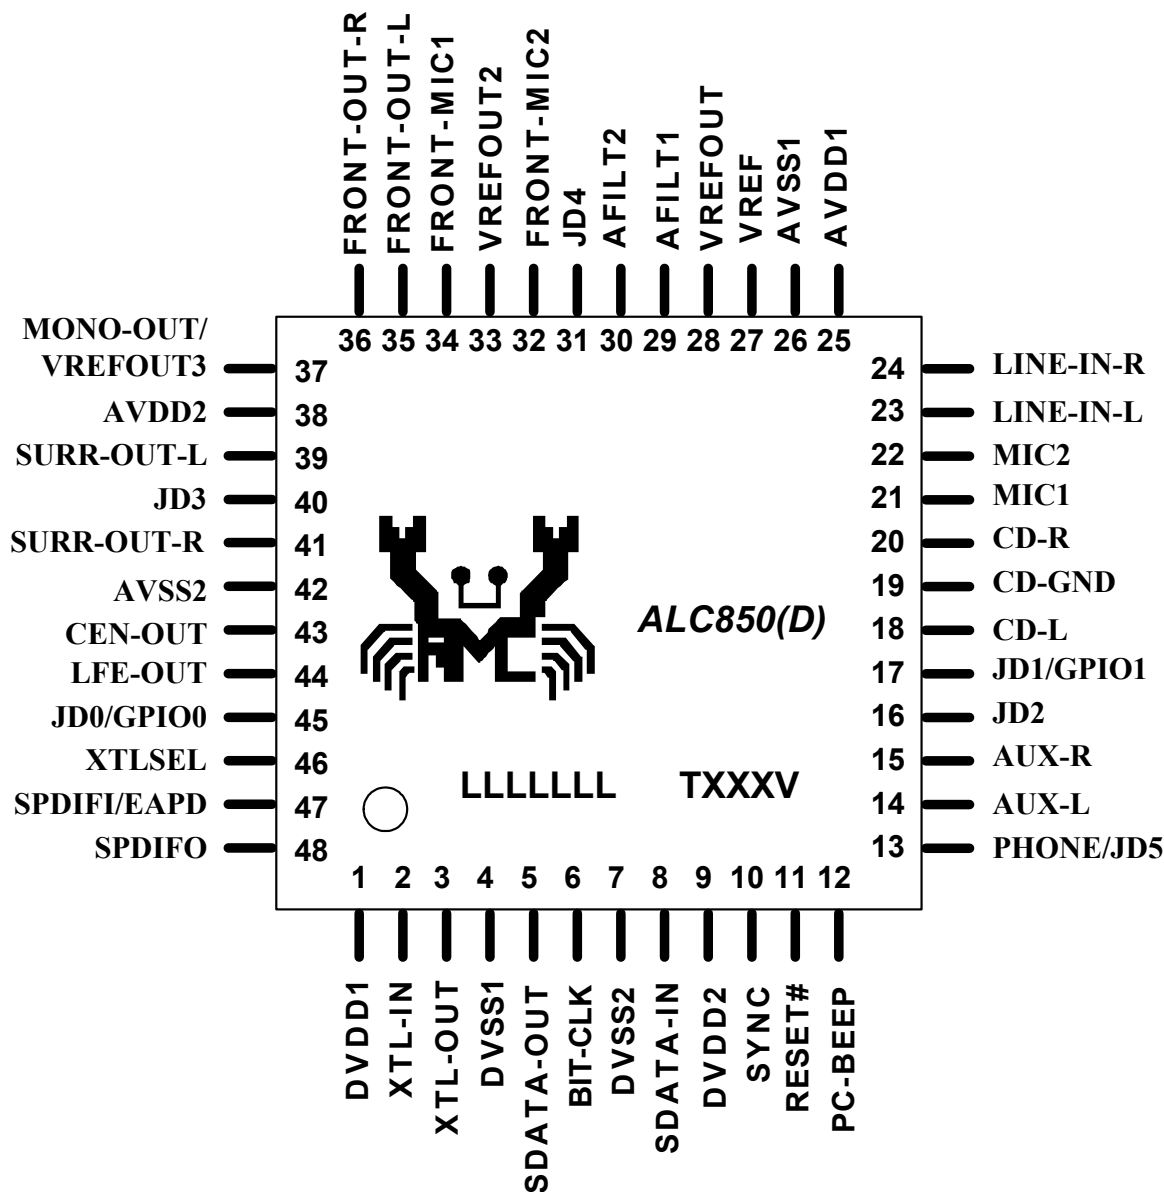 FRONT-OUT-R
FRONT-OUT-L
FRONT-MIC1
VREFOUT2
FRONT-MIC2
JD4
AFILT2
AFILT1
VREFOUT
VREF
AVSS1
AVDD1
36 35 34 33 32 31 30 29 28 27 26 25
MONO-OUT/
VREFOUT3 37
AVDD2 38
SURR-OUT-L 39
JD3 40
SURR-OUT-R 41
AVSS2 42
CEN-OUT 43
LFE-OUT 44
JD0/GPIO0 45
XTLSEL 46
SPDIFI/EAPD 47
SPDIFO 48
24 LINE-IN-R
23 LINE-IN-L
22 MIC2
21 MIC1
20 CD-R
19 CD-GND
18 CD-L
17 JD1/GPIO1
16 JD2
15 AUX-R
14 AUX-L
13 PHONE/JD5
ALC850(D)
LLLLLLL TXXXV
1 2 3 4 5 6 7 8 9 10 11 12
DVDD1
XTL-IN
XTL-OUT
DVSS1
SDATA-OUT
BIT-CLK
DVSS2
SDATA-IN
DVDD2
SYNC
RESET#
PC-BEEP